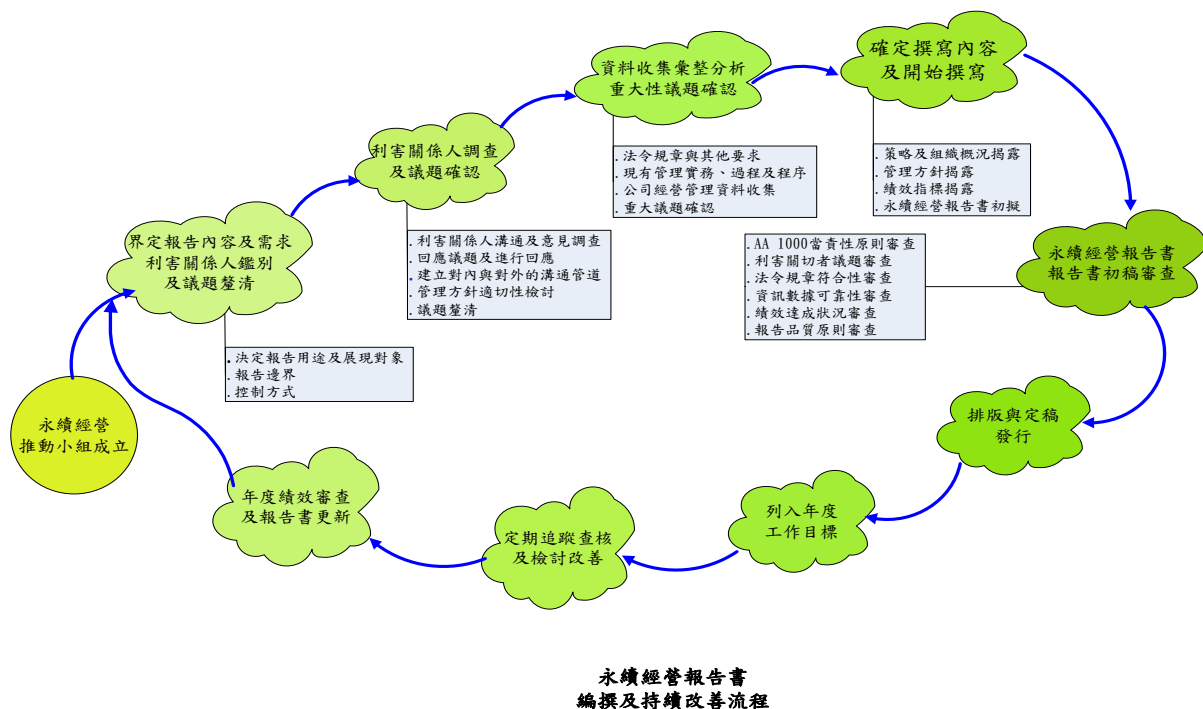 永續經營
推動小組成立
界定報告內容及需求
利害關係人鑑別
及議題釐清
.決定報告用途及展現對象
.報告邊界
.控制方式
利害關係人調查
及議題確認
.利害關係人溝通及意見調查
.回應議題及進行回應
.建立對內與對外的溝通管道
.管理方針適切性檢討
.議題釐清
資料收集彙整分析
重大性議題確認
.法令規章與其他要求
.現有管理實務、過程及程序
.公司經營管理資料收集
.重大議題確認
確定撰寫內容
及開始撰寫
.策略及組織概況揭露
.管理方針揭露
.績效指標揭露
.永續經營報告書初擬
永續經營報告書
報告書初稿審查
.AA 1000當責性原則審查
.利害關切者議題審查
.法令規章符合性審查
.資訊數據可靠性審查
.績效達成狀況審查
.報告品質原則審查
排版與定稿
發行
列入年度
工作目標
定期追蹤查核
及檢討改善
年度績效審查
及報告書更新
永續經營報告書
編撰及持續改善流程